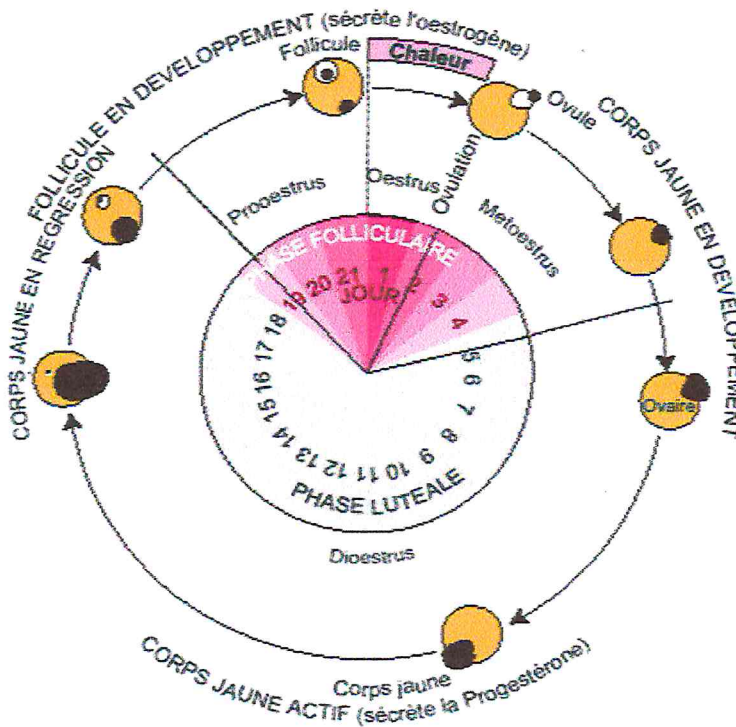 FOLLICULE EN DEVELOPPEMENT (sécrète l'oestrogène)
Follicule
Chaleur
Ovule
CORPS JAUNE EN DEVELOPPEMENT
Prooestrus
Oestrus
Ovulation
Metoestrus
PHASE FOLLICULAIRE
JOUR
1
2
3
4
5
6
7
8
9
10
11
12
13
14
15
16
17
18
19
20
21
Ovaire
PHASE LUTEALE
Dioestrus
Corps jaune
CORPS JAUNE ACTIF (sécrète la Progestérone)
CORPS JAUNE EN REGRESSION